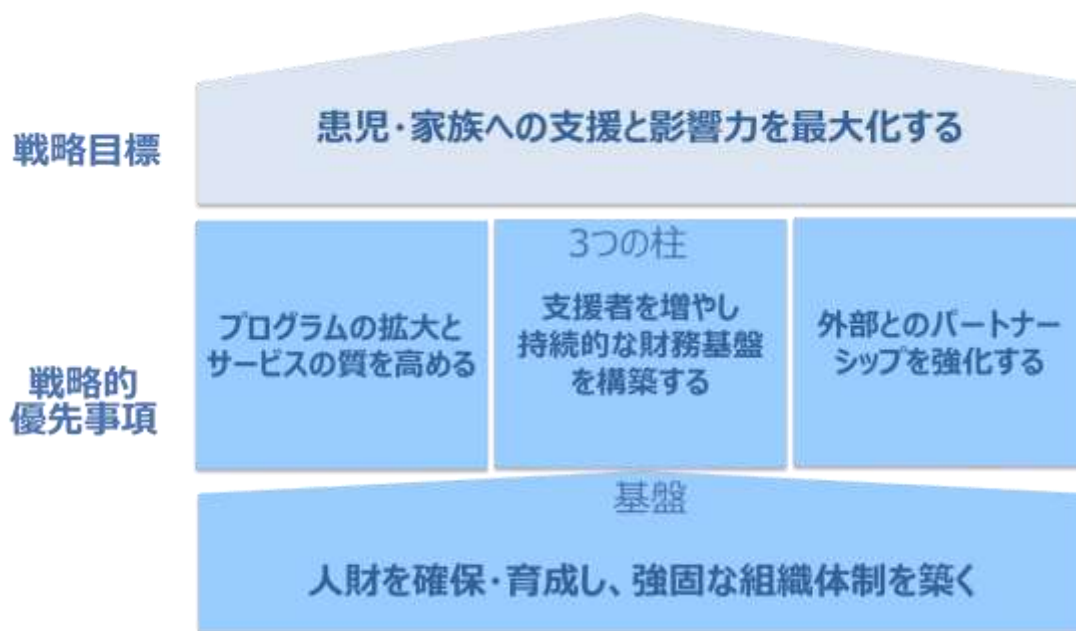 戦略目標
患児・家族への支援と影響力を最大化する
戦略的
優先事項
3つの柱
プログラムの拡大と
サービスの質を高める
支援者を増やし
持続的な財務基盤
を構築する
外部とのパートナー
シップを強化する
基盤
人財を確保・育成し、強固な組織体制を築く